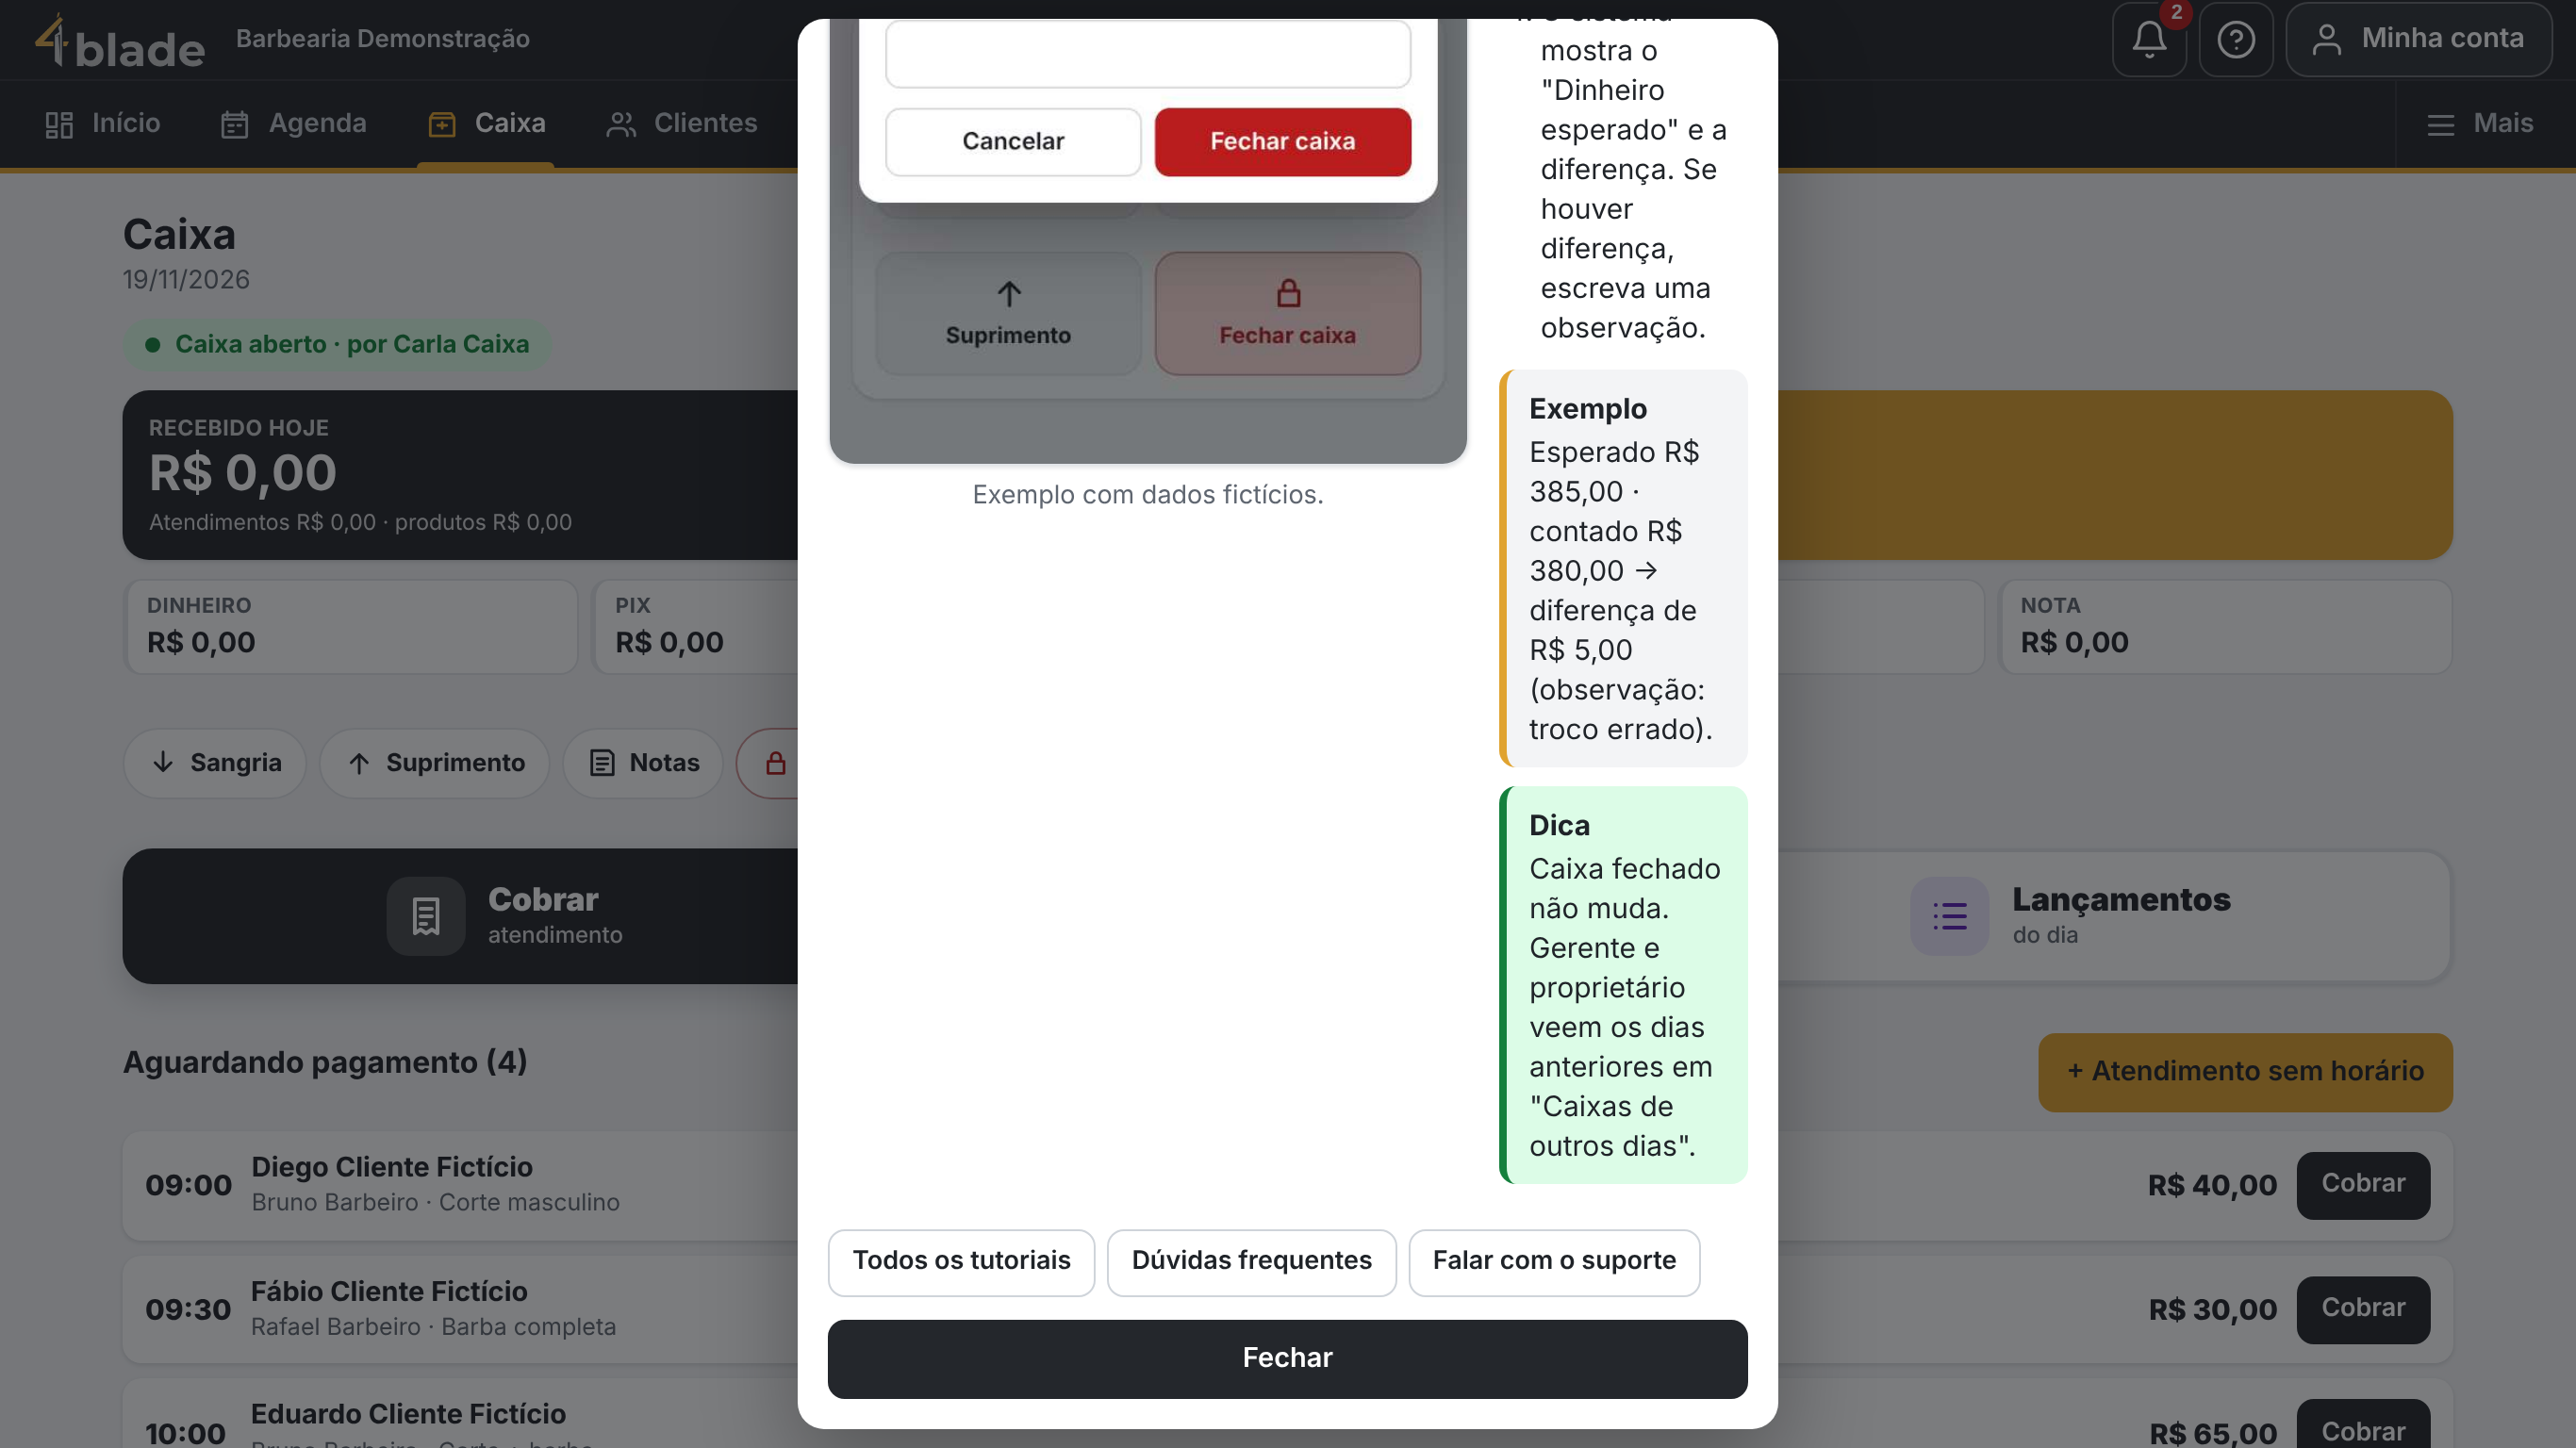 4blade
Barbearia Demonstração
2
Minha conta
Início
Agenda
Caixa
Clientes
Mais
Caixa
19/11/2026
Caixa aberto · por Carla Caixa
RECEBIDO HOJE
R$ 0,00
Atendimentos R$ 0,00 · produtos R$ 0,00
DINHEIRO
R$ 0,00
PIX
R$ 0,00
NOTA
R$ 0,00
Sangria
Suprimento
Notas
Cobrar
atendimento
Lançamentos
do dia
Aguardando pagamento (4)
+ Atendimento sem horário
09:00
Diego Cliente Fictício
Bruno Barbeiro · Corte masculino
R$ 40,00
Cobrar
09:30
Fábio Cliente Fictício
Rafael Barbeiro · Barba completa
R$ 30,00
Cobrar
10:00
Eduardo Cliente Fictício
R$ 65,00
Cobrar
Cancelar
Fechar caixa
Suprimento
Fechar caixa
Exemplo com dados fictícios.
mostra o
"Dinheiro
esperado" e a
diferença. Se
houver
diferença,
escreva uma
observação.
Exemplo
Esperado R$
385,00 ·
contado R$
380,00 →
diferença de
R$ 5,00
(observação:
troco errado).
Dica
Caixa fechado
não muda.
Gerente e
proprietário
veem os dias
anteriores em
"Caixas de
outros dias".
Todos os tutoriais
Dúvidas frequentes
Falar com o suporte
Fechar